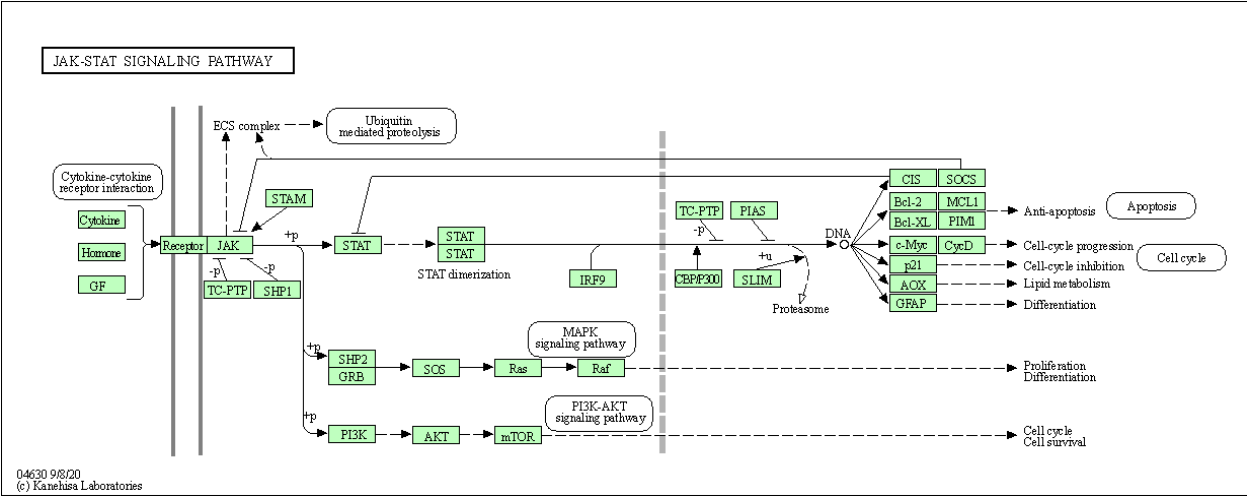 JAK-STAT SIGNALING PATHWAY
ECS complex
Ubiquitin
mediated proteolysis
Cytokine-cytokine
receptor interaction
Cytokine
Hormone
GF
Receptor
JAK
STAM
-p
TC-PTP
-p
SHP1
+p
STAT
STAT
STAT
STAT dimerization
IRF9
TC-PTP
PIAS
-p
CBP/P300
+u
SLIM
Proteasome
DNA
CIS
SOCS
Bcl-2
MCL1
Bcl-XL
PIM1
c-Myc
CycD
p21
AOX
GFAP
Anti-apoptosis
Apoptosis
Cell-cycle progression
Cell-cycle inhibition
Cell cycle
Lipid metabolism
Differentiation
+p
SHP2
GRB
SOS
Ras
Raf
MAPK
signaling pathway
Proliferation
Differentiation
+p
PI3K
AKT
mTOR
PI3K-AKT
signaling pathway
Cell cycle
Cell survival
04630 9/8/20
(c) Kanehisa Laboratories